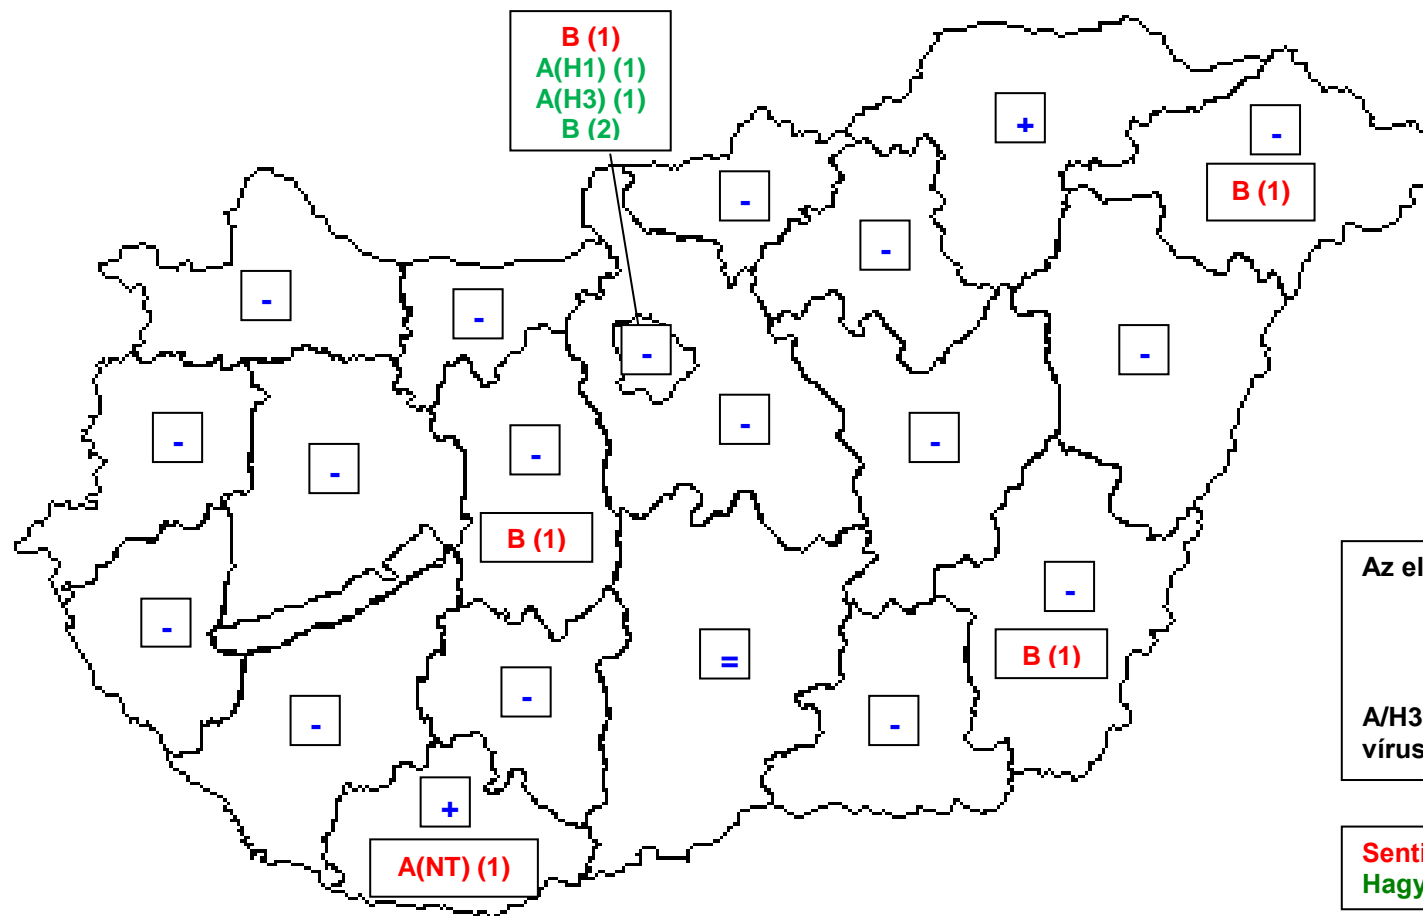 B (1)
A(H1) (1)
A(H3) (1)
B (2)
+
-
B (1)
-
-
-
-
-
-
-
-
-
-
-
B (1)
-
-
B (1)
-
=
-
-
-
+
A(NT) (1)
Az el
A/H3
vírus
Senti
Hagy